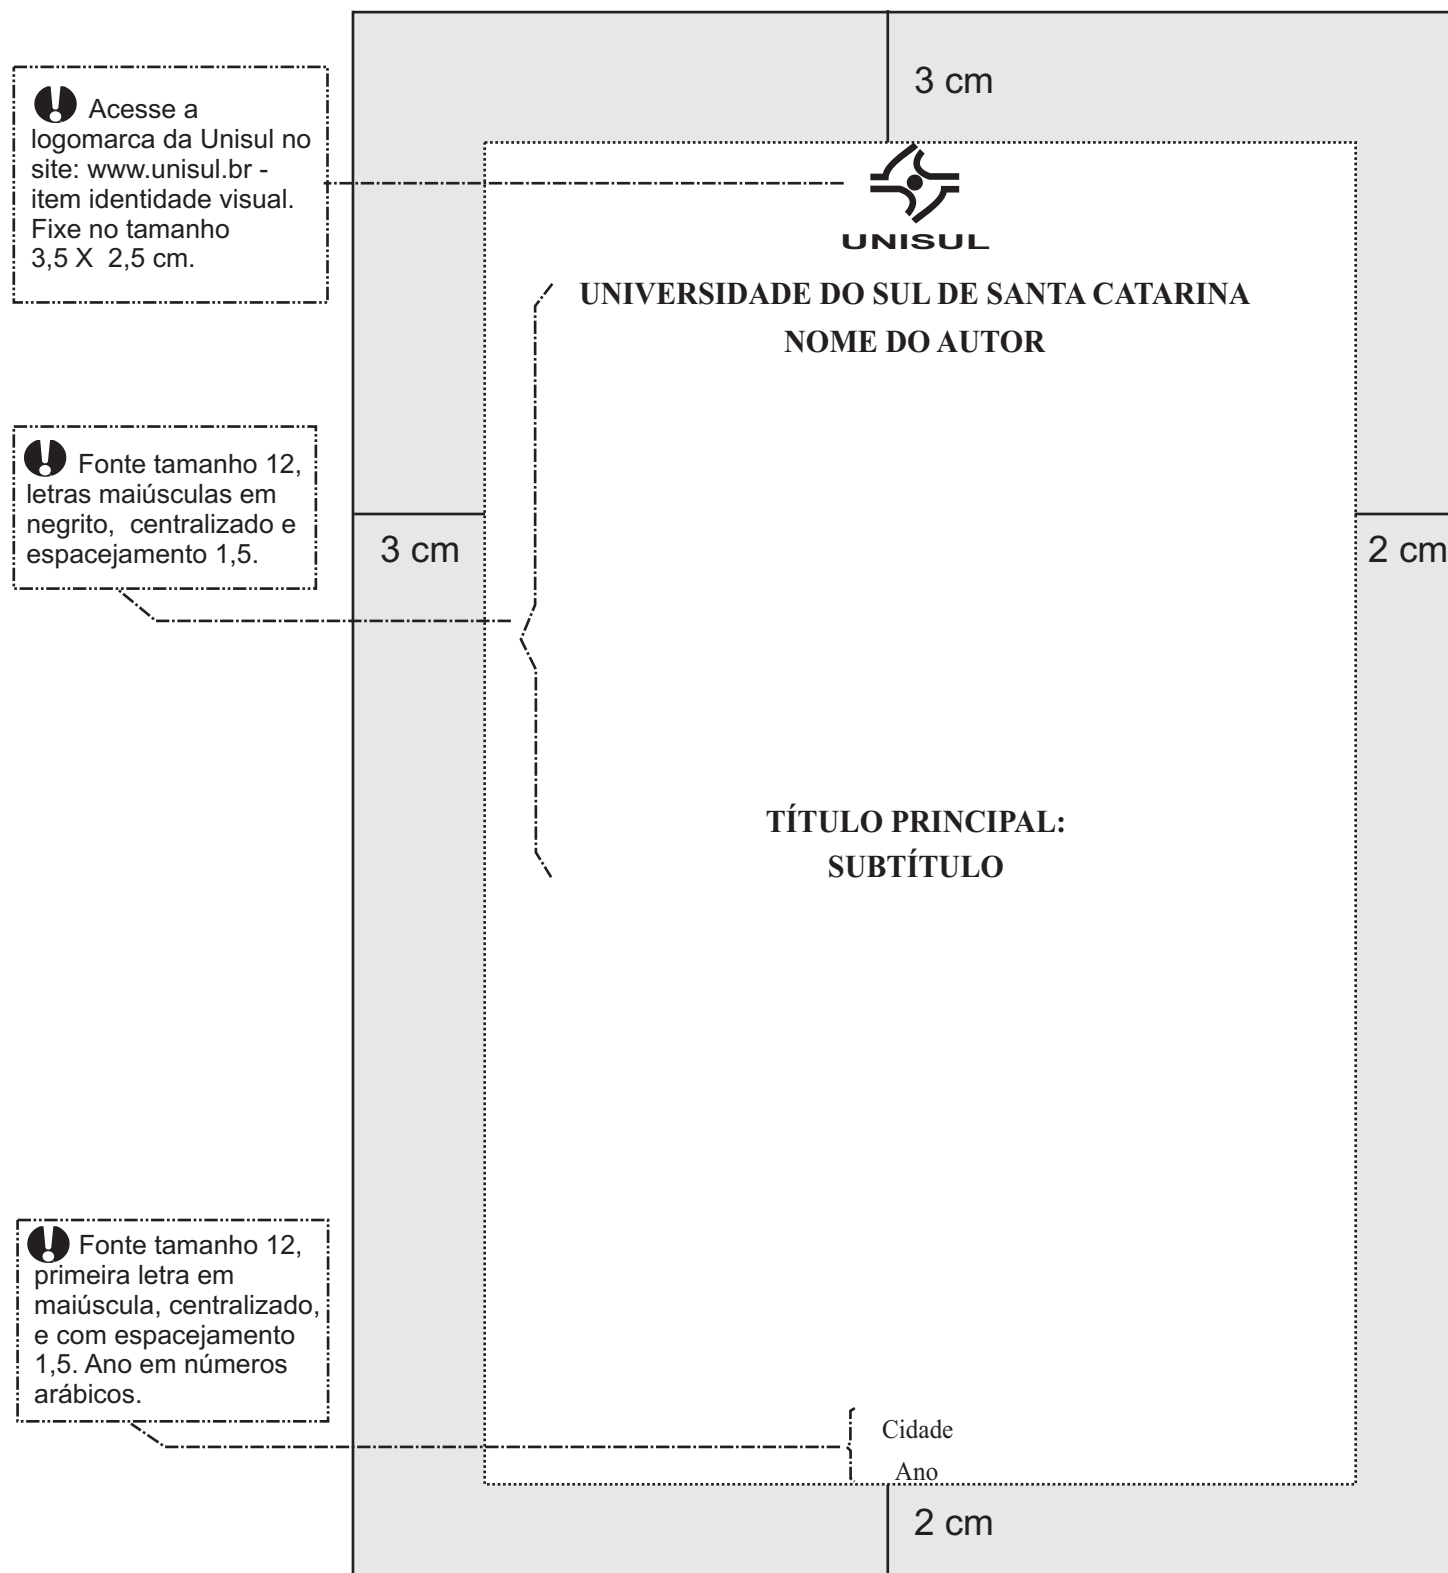 3 cm
Acesse a
logomarca da Unisul no
site: www.unisul.br -
item identidade visual.
Fixe no tamanho
3,5 X 2,5 cm.
UNISUL
UNIVERSIDADE DO SUL DE SANTA CATARINA
NOME DO AUTOR
Fonte tamanho 12,
letras maiúsculas em
negrito, centralizado e
espacejamento 1,5.
3 cm
2 cm
TÍTULO PRINCIPAL:
SUBTÍTULO
Fonte tamanho 12,
primeira letra em
maiúscula, centralizado,
e com espacejamento
1,5. Ano em números
arábicos.
Cidade
Ano
2 cm